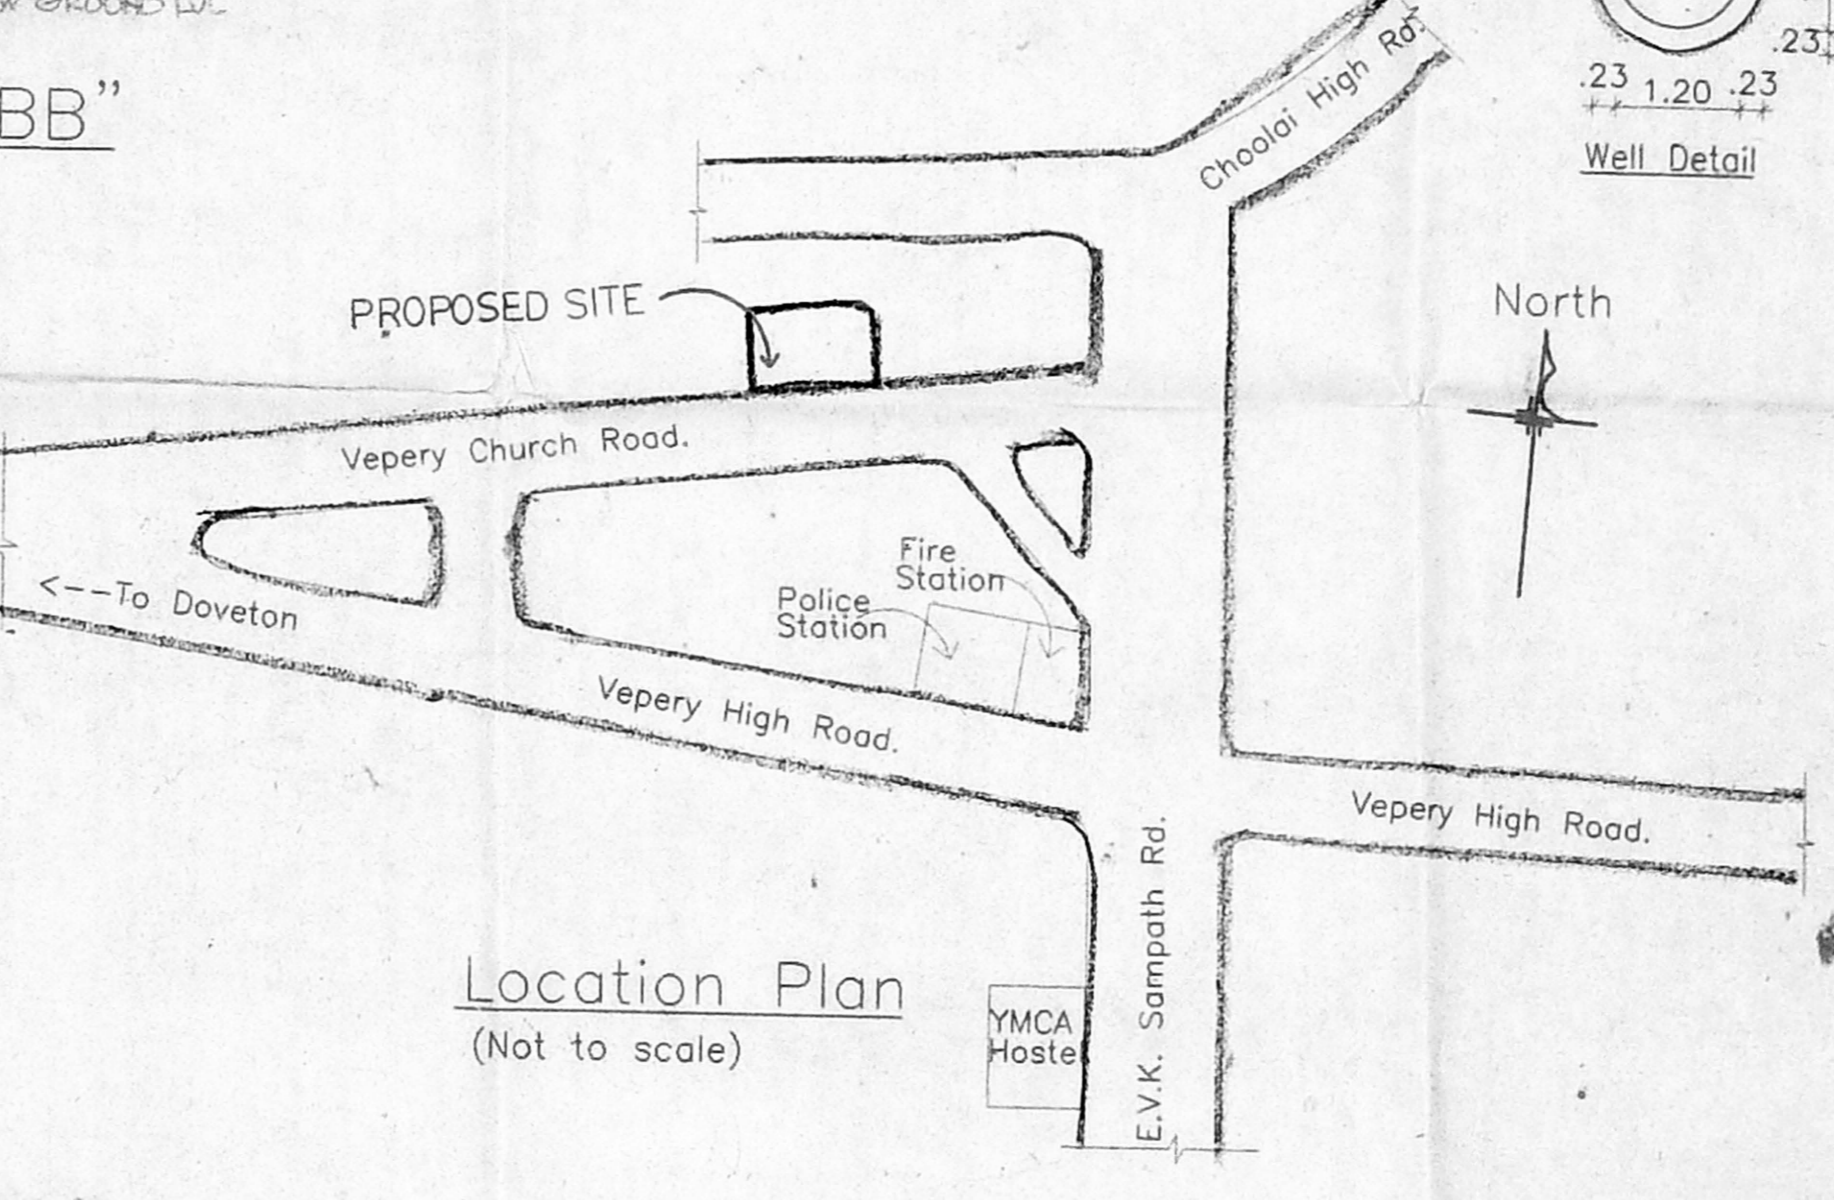 BB"
Choolai High Rd.
.23
.23 1.20 .23
Well Detail
PROPOSED SITE
North
Vepery Church Road.
<---To Doveton
Fire
Station
Police
Station
Vepery High Road.
Vepery High Road.
E.V.K. Sampath Rd.
YMCA
Hostel
Location Plan
(Not to scale)